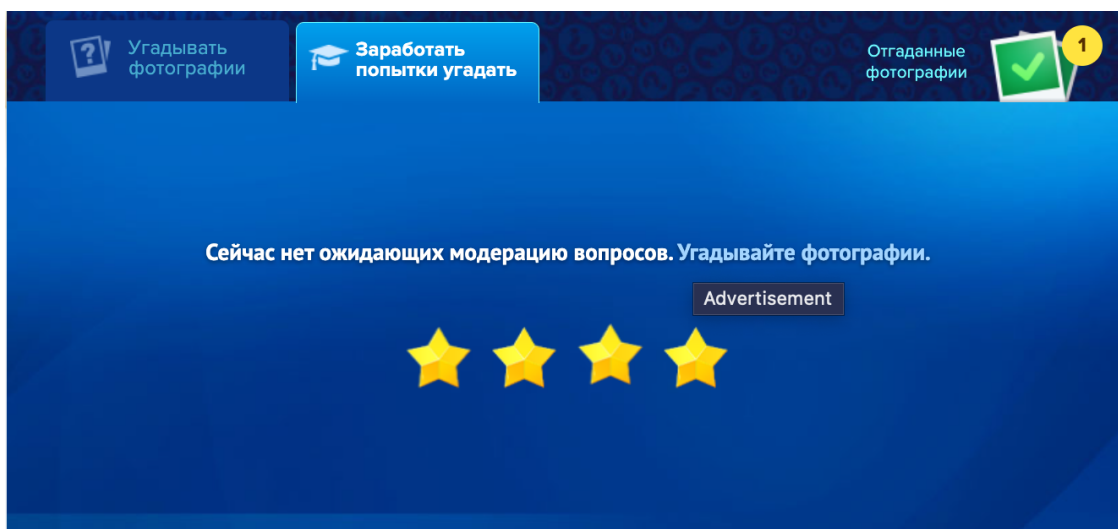 Угадывать
фотографии
Заработать
попытки угадать
Отгаданные
фотографии
1
Сейчас нет ожидающих модерацию вопросов. Угадывайте фотографии.
Advertisement